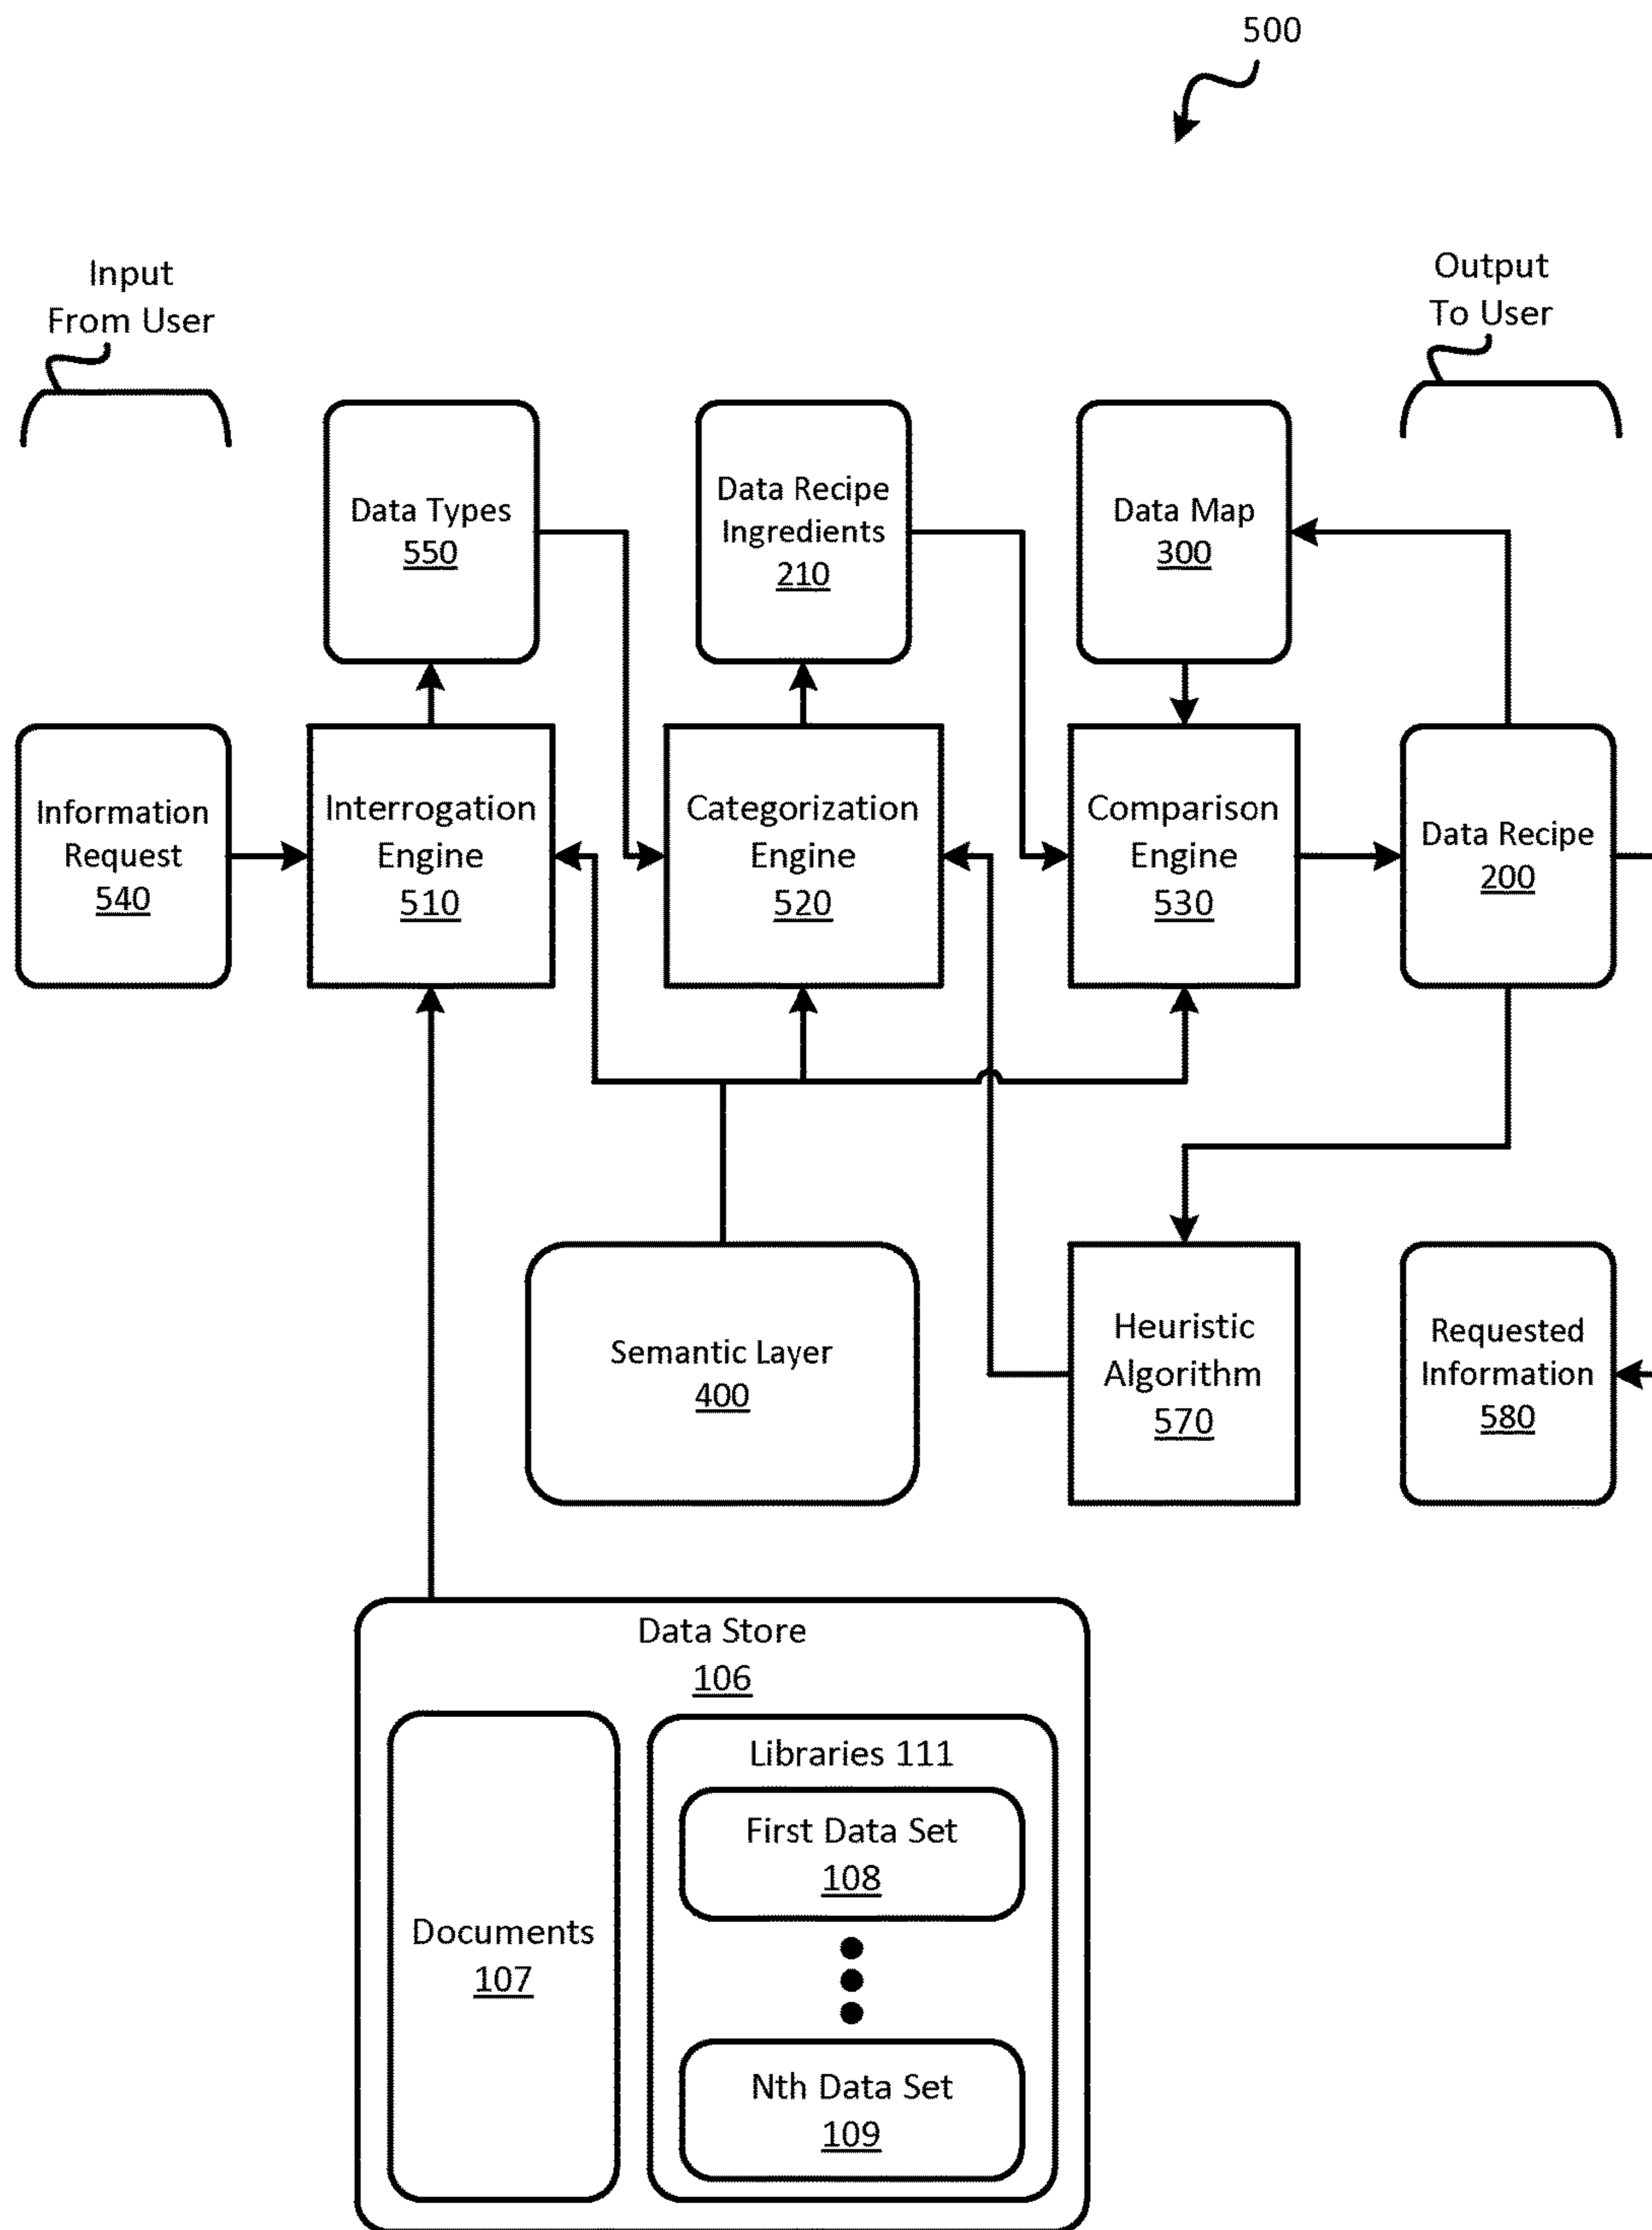 500
Input
From User
Output
To User
Data Types
550
Data Recipe
Ingredients
210
Data Map
300
Information
Request
540
Interrogation
Engine
510
Categorization
Engine
520
Comparison
Engine
530
Data Recipe
200
Semantic Layer
400
Heuristic
Algorithm
570
Requested
Information
580
Data Store
106
Documents
107
Libraries 111
First Data Set
108
Nth Data Set
109